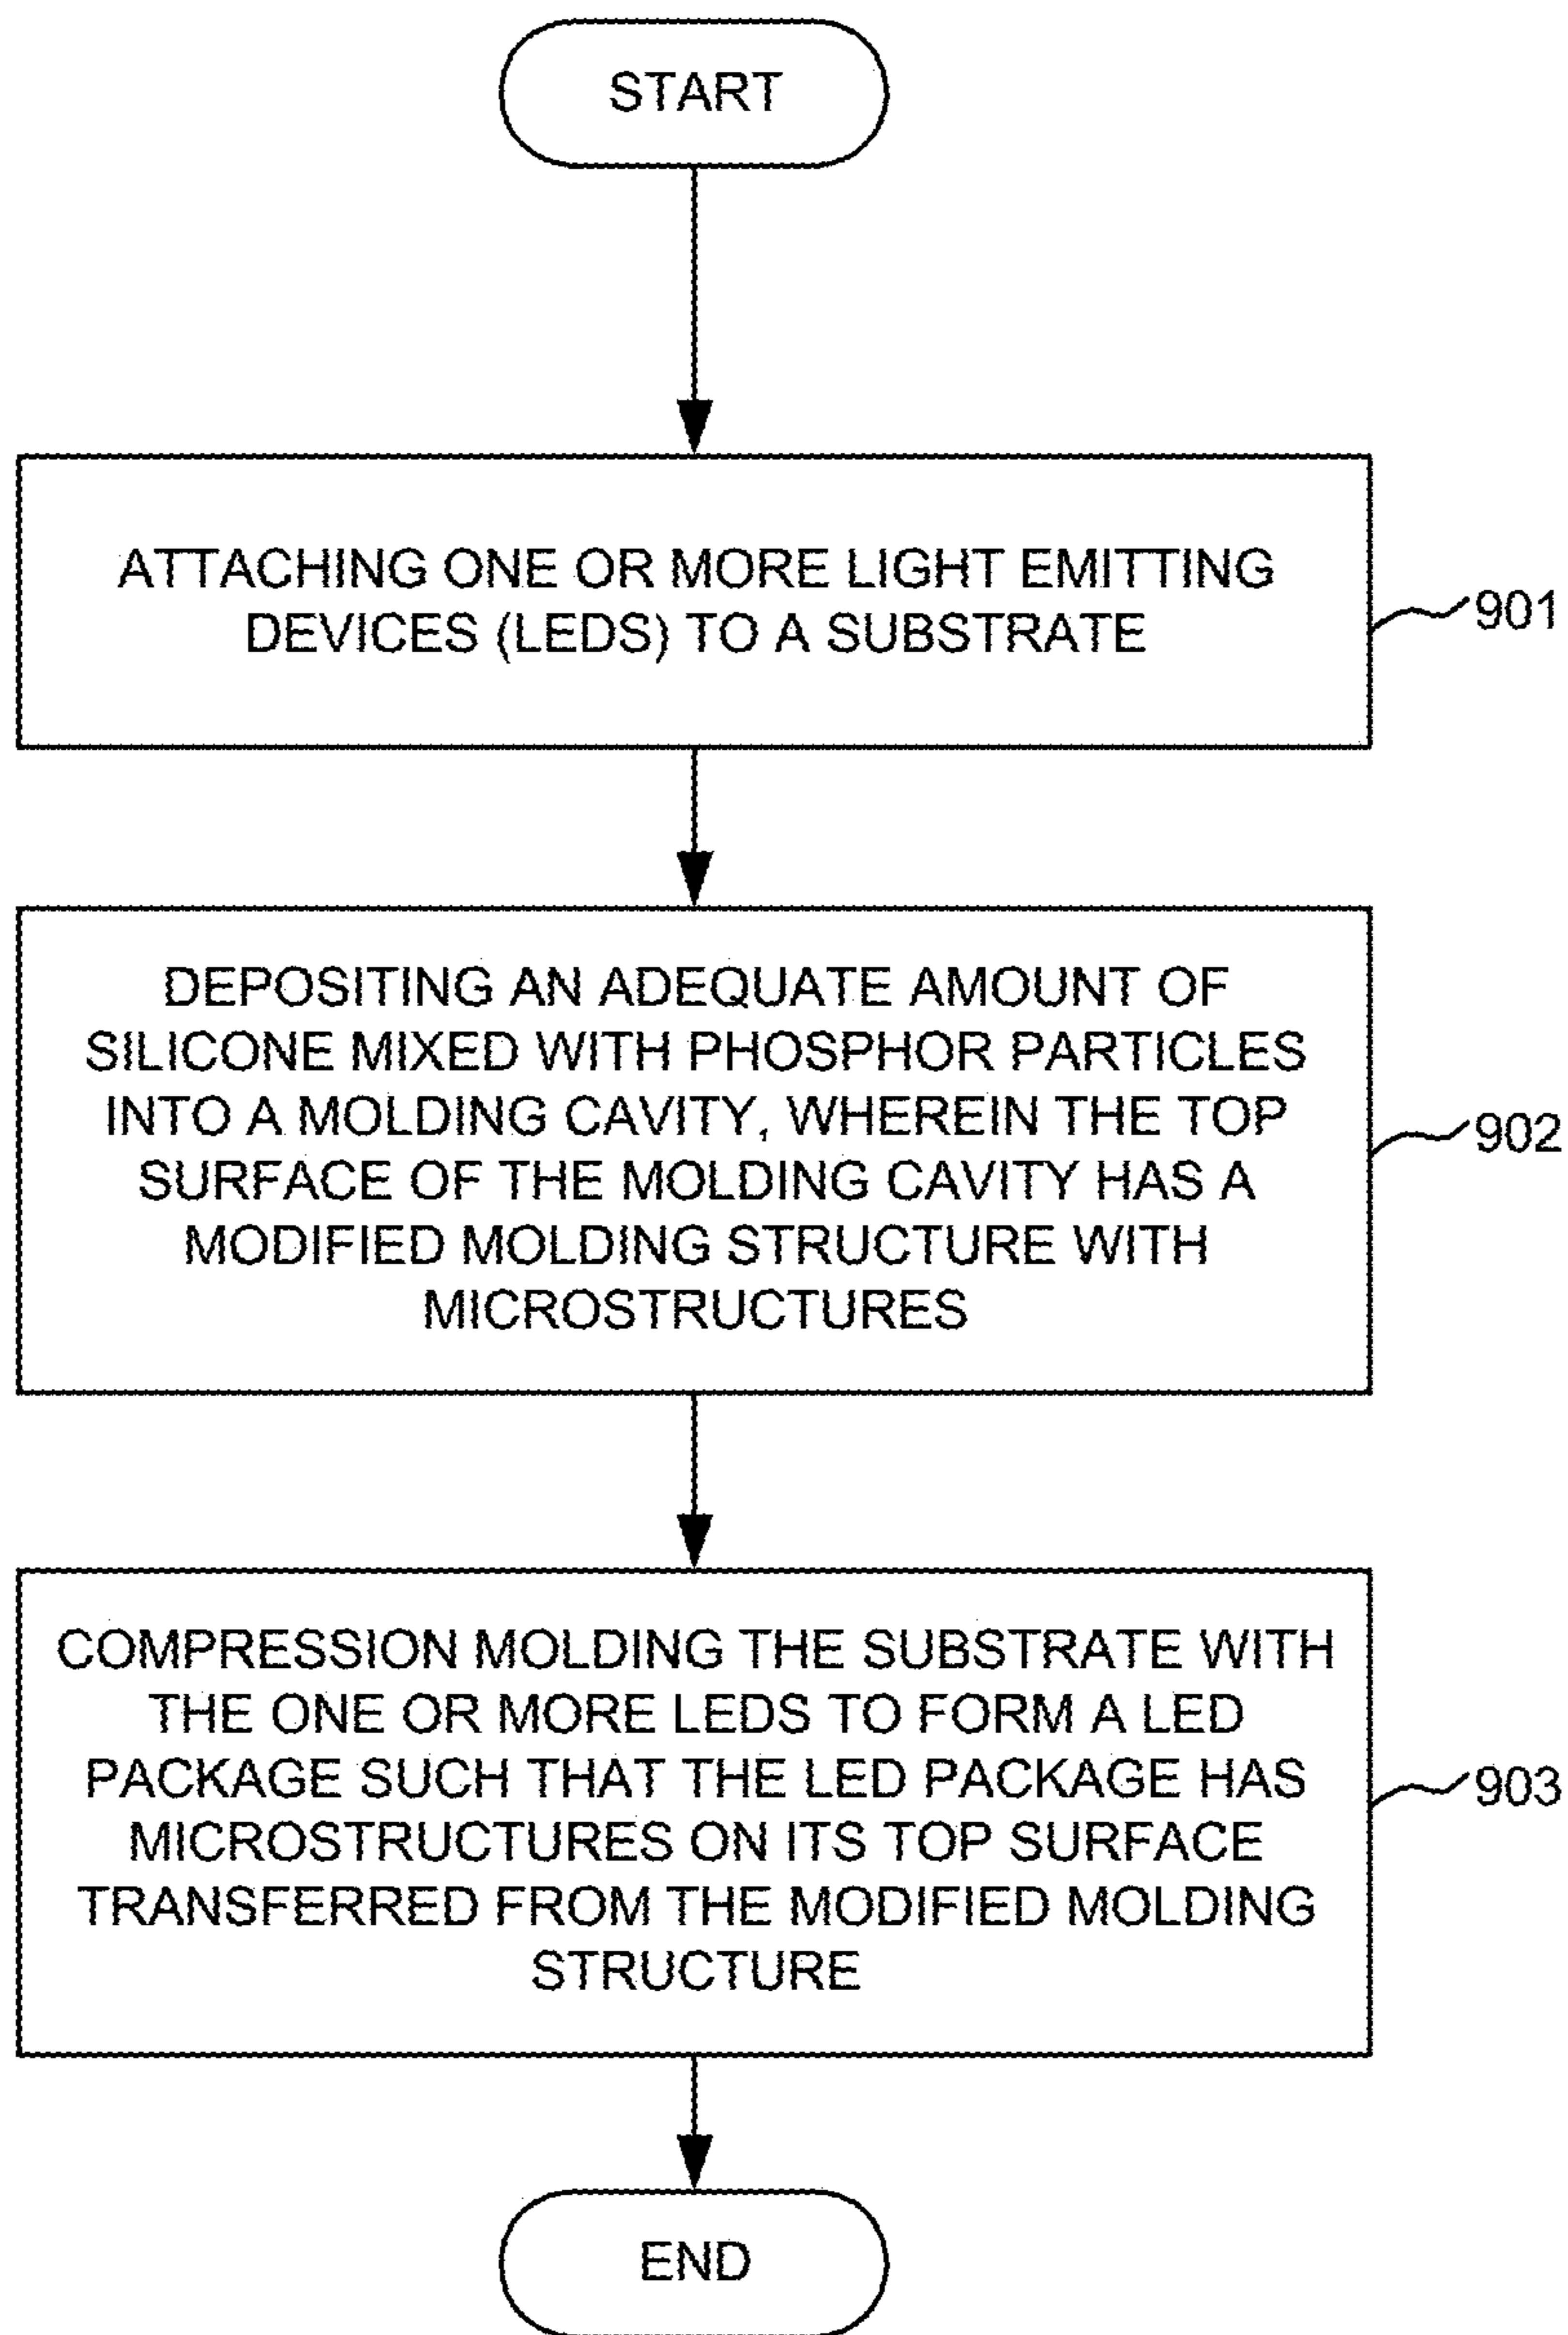 START
ATTACHING ONE OR MORE LIGHT EMITTING
DEVICES (LEDS) TO A SUBSTRATE
901
DEPOSITING AN ADEQUATE AMOUNT OF
SILICONE MIXED WITH PHOSPHOR PARTICLES
INTO A MOLDING CAVITY, WHEREIN THE TOP
SURFACE OF THE MOLDING CAVITY HAS A
MODIFIED MOLDING STRUCTURE WITH
MICROSTRUCTURES
902
COMPRESSION MOLDING THE SUBSTRATE WITH
THE ONE OR MORE LEDS TO FORM A LED
PACKAGE SUCH THAT THE LED PACKAGE HAS
MICROSTRUCTURES ON ITS TOP SURFACE
TRANSFERRED FROM THE MODIFIED MOLDING
STRUCTURE
903
END